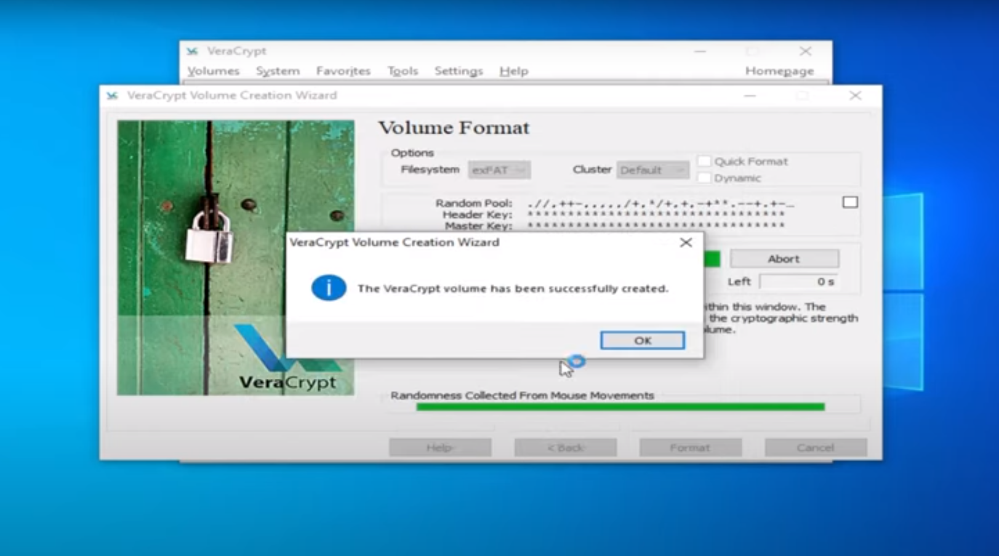 VeraCrypt
Volumes System Favorites Tools Settings Help Homepage
VeraCrypt Volume Creation Wizard
Volume Format
Options
Filesystem exFAT Cluster Default Quick Format
Dynamic
Random Pool: .//.++-...../+.*/+.+.-+**.--+.+-...
Header Key: ********************************
Master Key: ********************************
VeraCrypt Volume Creation Wizard
Abort
Left 0 s
The VeraCrypt volume has been successfully created.
ithin this window. The
the cryptographic strength
lume.
OK
VeraCrypt
Randomness Collected From Mouse Movements
Help < Back Format Cancel